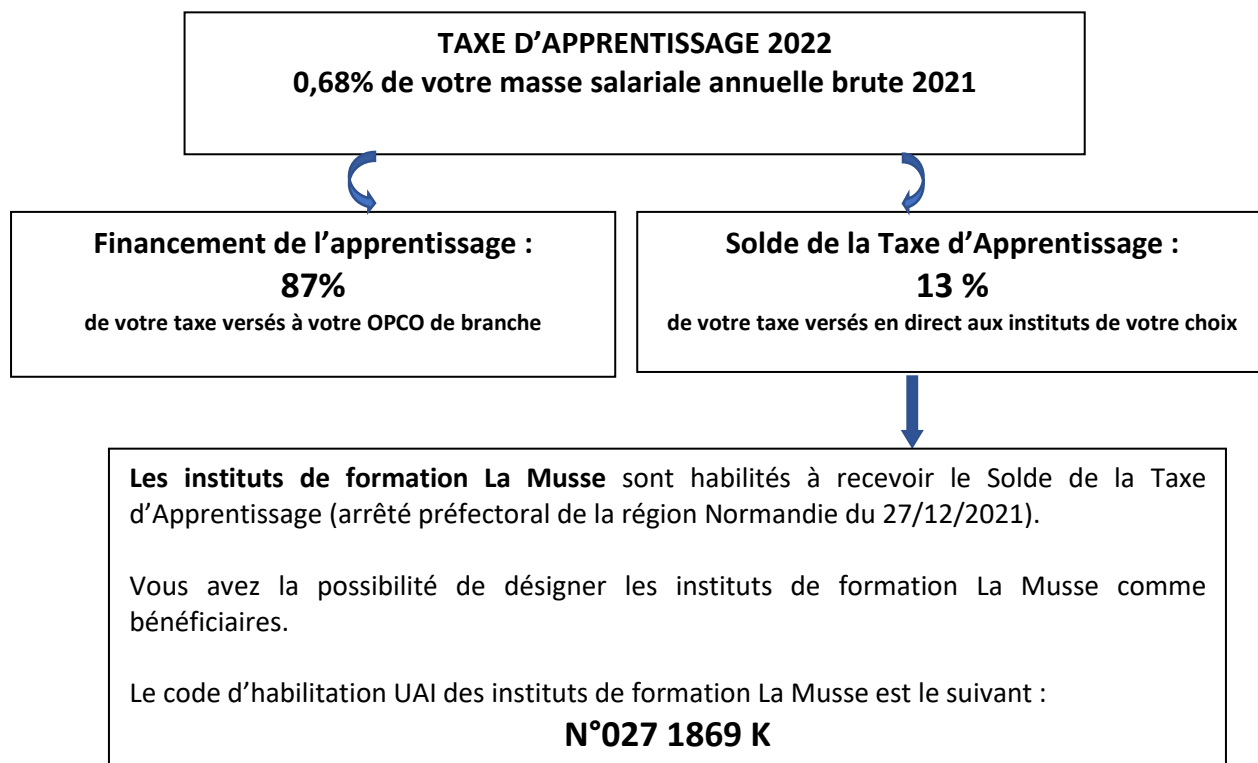 TAXE D’APPRENTISSAGE 2022
0,68% de votre masse salariale annuelle brute 2021
Financement de l’apprentissage :
87%
de votre taxe versés à votre OPCO de branche
Solde de la Taxe d’Apprentissage :
13 %
de votre taxe versés en direct aux instituts de votre choix
Les instituts de formation La Musse sont habilités à recevoir le Solde de la Taxe
d’Apprentissage (arrêté préfectoral de la région Normandie du 27/12/2021).
Vous avez la possibilité de désigner les instituts de formation La Musse comme
bénéficiaires.
Le code d’habilitation UAI des instituts de formation La Musse est le suivant :
N°027 1869 K